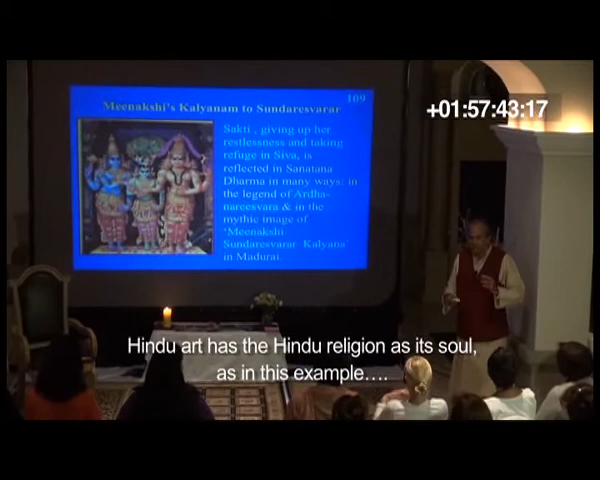 109
Meenakshi's Kalyanam to Sundaresvarar
+01:57:43:17
Sakti , giving up her
restlessness and taking
refuge in Siva, is
reflected in Sanatana
Dharma in many ways: in
the legend of Ardha-
nareesvara & in the
mythic image of
'Meenakshi
Sundaresvarar Kalyana'
in Madurai.
Hindu art has the Hindu religion as its soul,
as in this example….